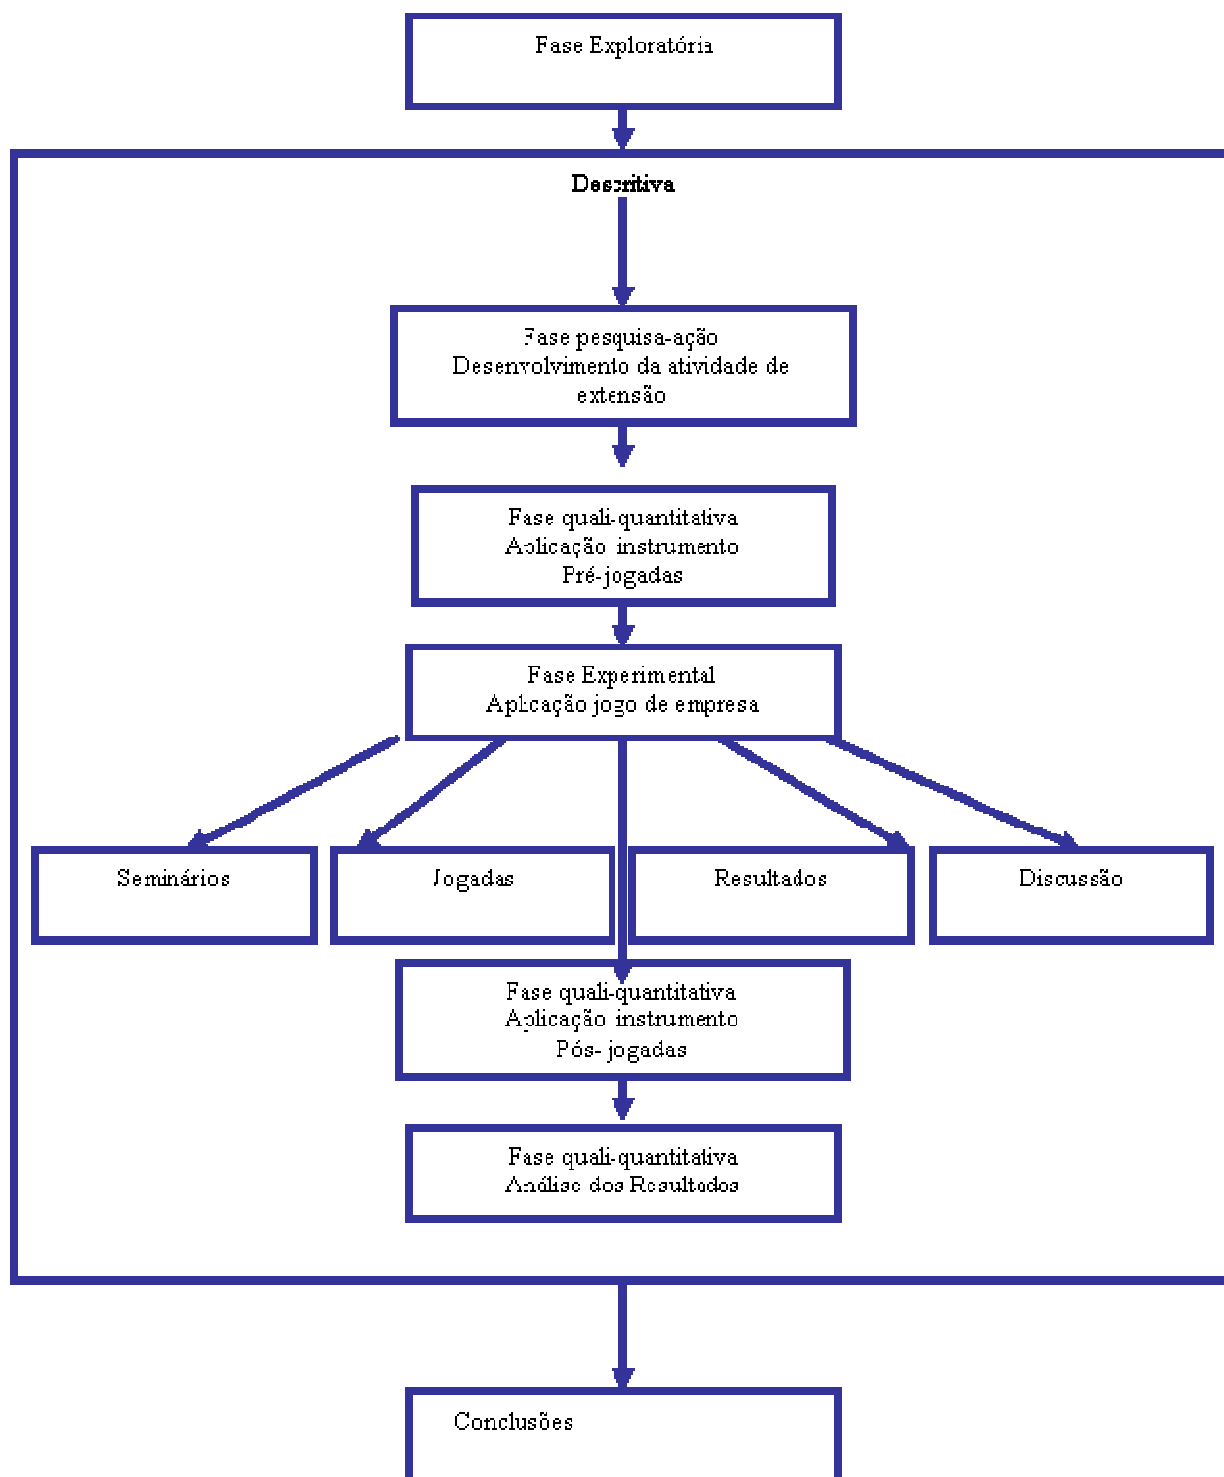 Fase Exploratória
Descritiva
Fase pesquisa-ação
Desenvolvimento da atividade de
extensão
Fase quali-quantitativa
Aplicação instrumento
Pré-jogadas
Fase Experimental
Aplicação jogo de empresa
Seminários
Jogadas
Resultados
Discussão
Fase quali-quantitativa
Aplicação instrumento
Pós- jogadas
Fase quali-quantitativa
Análise dos Resultados
Conclusões